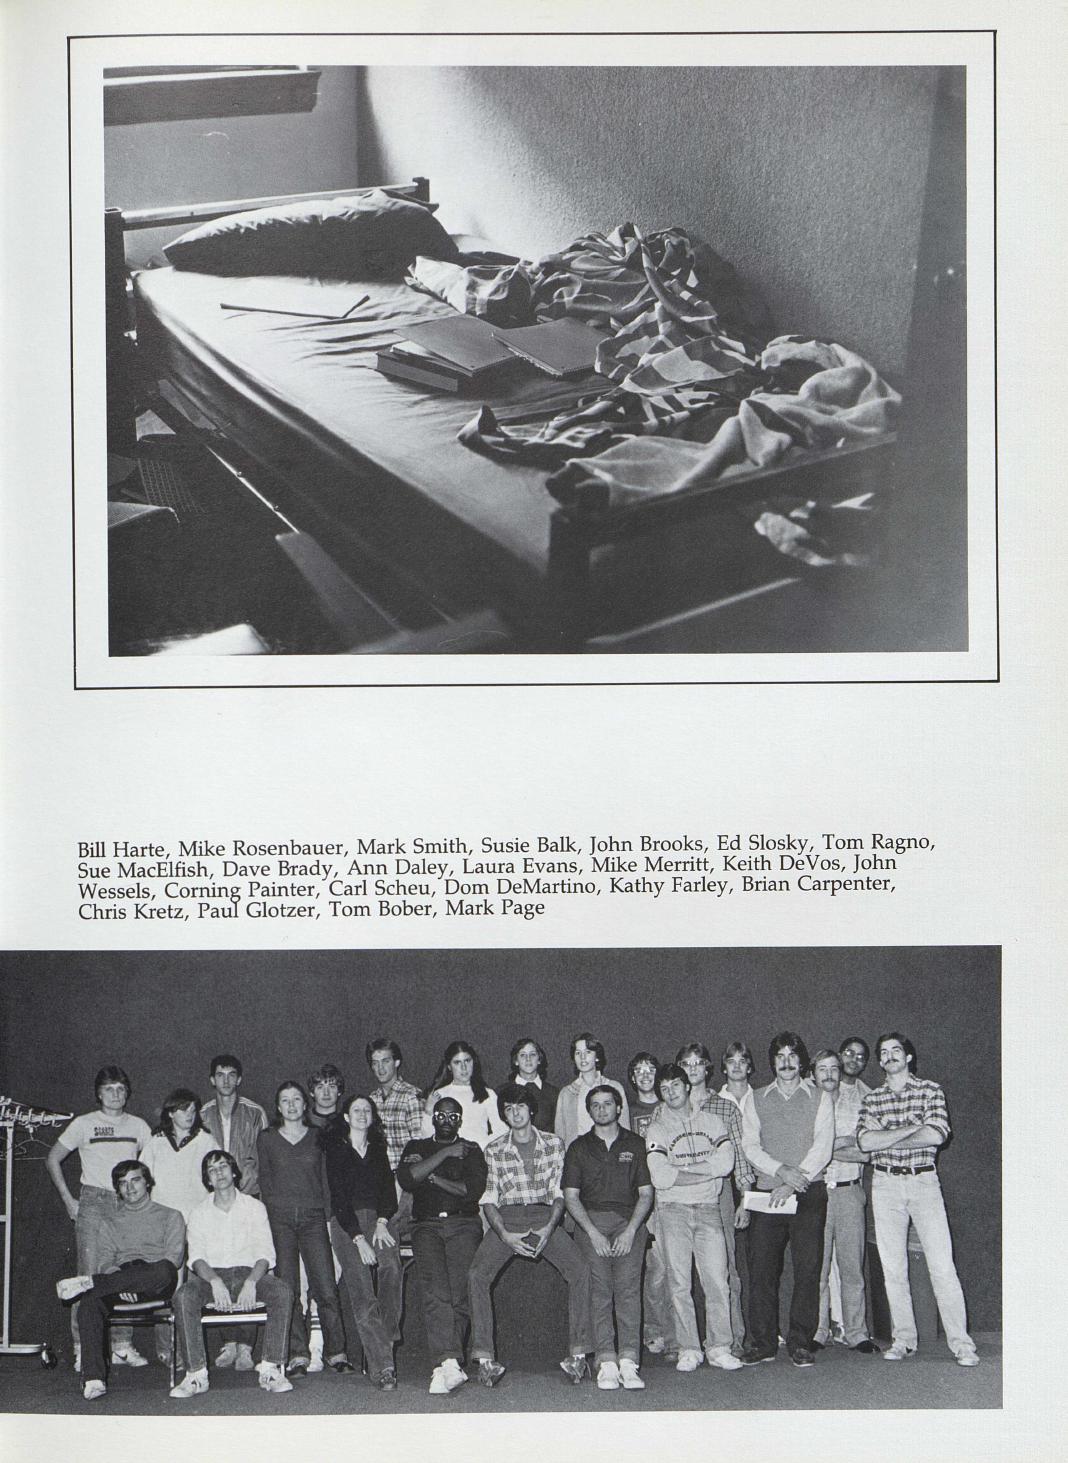 Bill Harte, Mike Rosenbauer, Mark Smith, Susie Balk, John Brooks, Ed Slosky, Tom Ragno,
Sue MacElfish, Dave Brady, Ann Daley, Laura Evans, Mike Merritt, Keith DeVos, John
Wessels, Corning Painter, Carl Scheu, Dom DeMartino, Kathy Farley, Brian Carpenter,
Chris Kretz, Paul Glotzer, Tom Bober, Mark Page